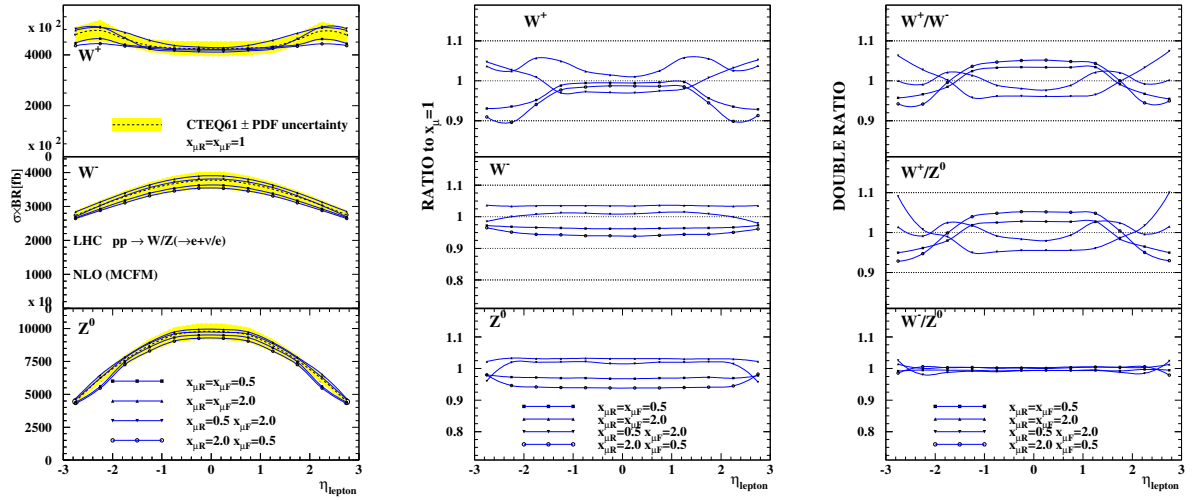 x 10²
4000
W⁺
2000
CTEQ61 ± PDF uncertainty
x_μR=x_μF=1
x 10²
0
σ×BR[fb]
4000
W⁻
3000
2000
LHC pp → W/Z(→e+ν/e)
1000
NLO (MCFM)
x 10
0
10000
Z⁰
7500
5000
x_μR=x_μF=0.5
x_μR=x_μF=2.0
2500
x_μR=0.5 x_μF=2.0
x_μR=2.0 x_μF=0.5
0
-3 -2 -1 0 1 2 3
η_lepton
RATIO to x_μ=1
W⁺
1.1
1
0.9
W⁻
1.1
1
0.9
0.8
Z⁰
1.1
1
0.9
x_μR=x_μF=0.5
0.8
x_μR=x_μF=2.0
x_μR=0.5 x_μF=2.0
0.7
x_μR=2.0 x_μF=0.5
-3 -2 -1 0 1 2 3
η_lepton
DOUBLE RATIO
W⁺/W⁻
1.1
1
0.9
W⁺/Z⁰
1.1
1
0.9
W⁻/Z⁰
1.1
1
0.9
x_μR=x_μF=0.5
0.8
x_μR=x_μF=2.0
x_μR=0.5 x_μF=2.0
0.7
x_μR=2.0 x_μF=0.5
-3 -2 -1 0 1 2 3
η_lepton